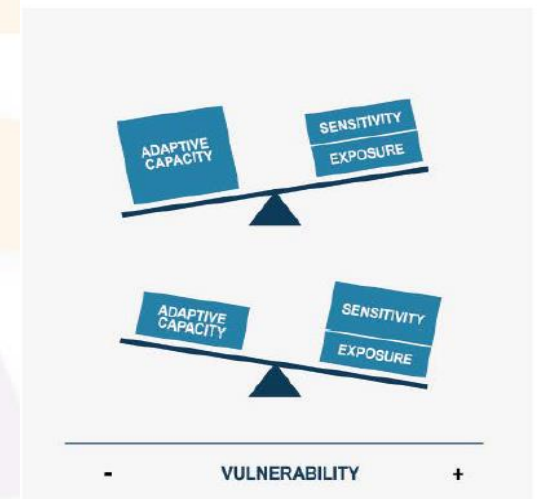 ADAPTIVE
CAPACITY
SENSITIVITY
EXPOSURE
ADAPTIVE
CAPACITY
SENSITIVITY
EXPOSURE
- VULNERABILITY +